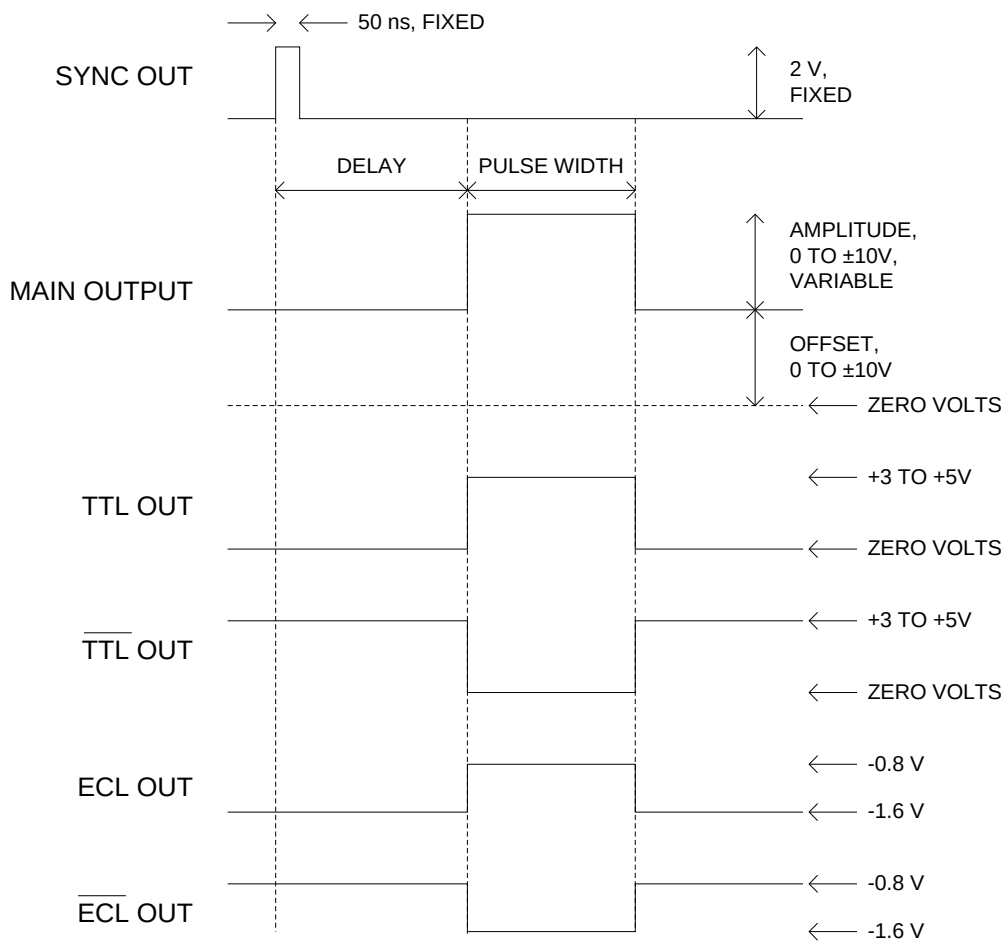 50 ns, FIXED
SYNC OUT
2 V,
FIXED
DELAY
PULSE WIDTH
AMPLITUDE,
0 TO ±10V,
VARIABLE
MAIN OUTPUT
OFFSET,
0 TO ±10V
ZERO VOLTS
+3 TO +5V
TTL OUT
ZERO VOLTS
+3 TO +5V
TTL OUT
ZERO VOLTS
-0.8 V
ECL OUT
-1.6 V
-0.8 V
ECL OUT
-1.6 V